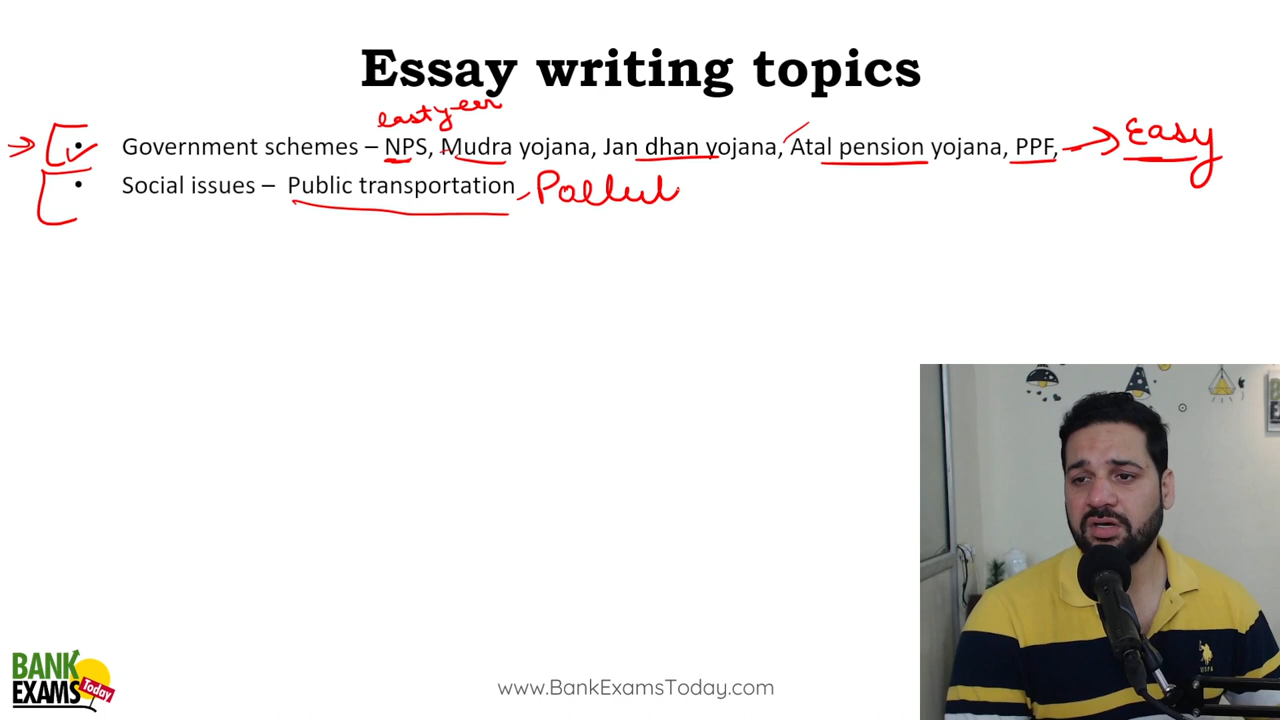 Essay writing topics
last year
• Government schemes – NPS, Mudra yojana, Jan dhan yojana, Atal pension yojana, PPF, → Easy
• Social issues – Public transportation, Pollut
BANK EXAMS Today
www.BankExamsToday.com